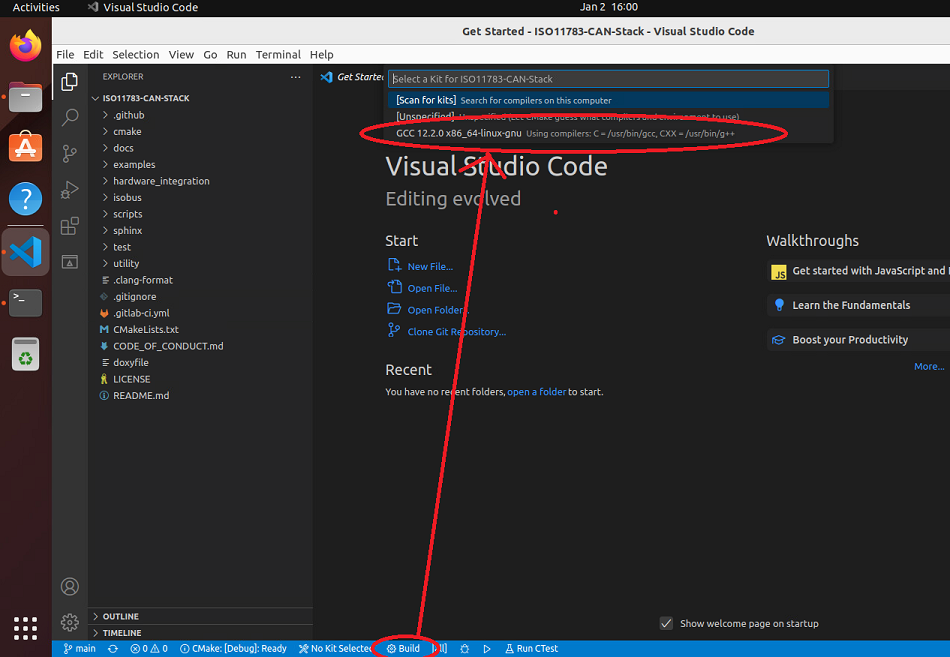 Activities
Visual Studio Code
Jan 2 16:00
Get Started - ISO11783-CAN-Stack - Visual Studio Code
File Edit Selection View Go Run Terminal Help
EXPLORER
ISO11783-CAN-STACK
.github
cmake
docs
examples
hardware_integration
isobus
scripts
sphinx
test
utility
.clang-format
.gitignore
.gitlab-ci.yml
CMakeLists.txt
CODE_OF_CONDUCT.md
doxyfile
LICENSE
README.md
OUTLINE
TIMELINE
Get Started
Select a Kit for ISO11783-CAN-Stack
[Scan for kits] Search for compilers on this computer
[Unspecified] Unspecified (Let CMake guess what compilers and environment to use)
GCC 12.2.0 x86_64-linux-gnu Using compilers: C = /usr/bin/gcc, CXX = /usr/bin/g++
Visual Studio Code
Editing evolved
Start
New File...
Open File...
Open Folder...
Clone Git Repository...
Recent
You have no recent folders, open a folder to start.
Walkthroughs
JS
Get started with JavaScript and
Learn the Fundamentals
Boost your Productivity
More...
Show welcome page on startup
main
0 0
CMake: [Debug]: Ready
No Kit Selected
Build
Run CTest